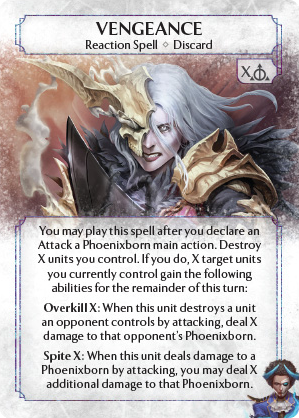 VENGEANCE
Reaction Spell ⬦ Discard
X
You may play this spell after you declare an
Attack a Phoenixborn main action. Destroy
X units you control. If you do, X target units
you currently control gain the following
abilities for the remainder of this turn:
Overkill X: When this unit destroys a unit
an opponent controls by attacking, deal X
damage to that opponent's Phoenixborn.
Spite X: When this unit deals damage to a
Phoenixborn by attacking, you may deal X
additional damage to that Phoenixborn.